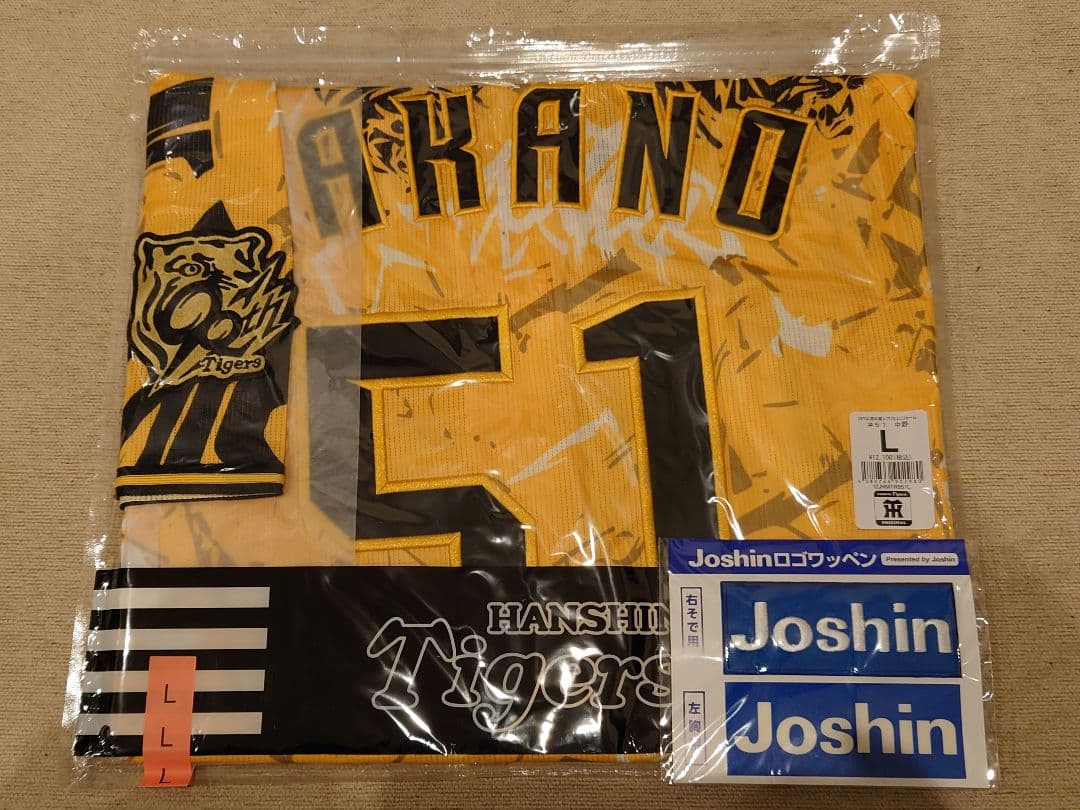 AKANO
51
90th
Tigers
#51 中野
L
¥12,100(税込)
HANSHIN
Tigers
L
L
L
Joshinロゴワッペン
Presented by Joshin
右そで用
Joshin
左胸
Joshin